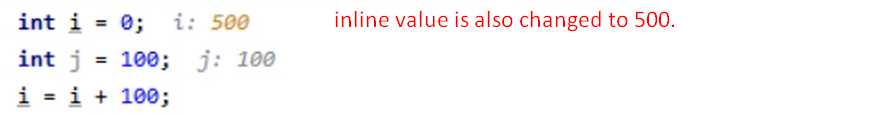 int i = 0; i: 500 inline value is also changed to 500.
int j = 100; j: 100
i = i + 100;